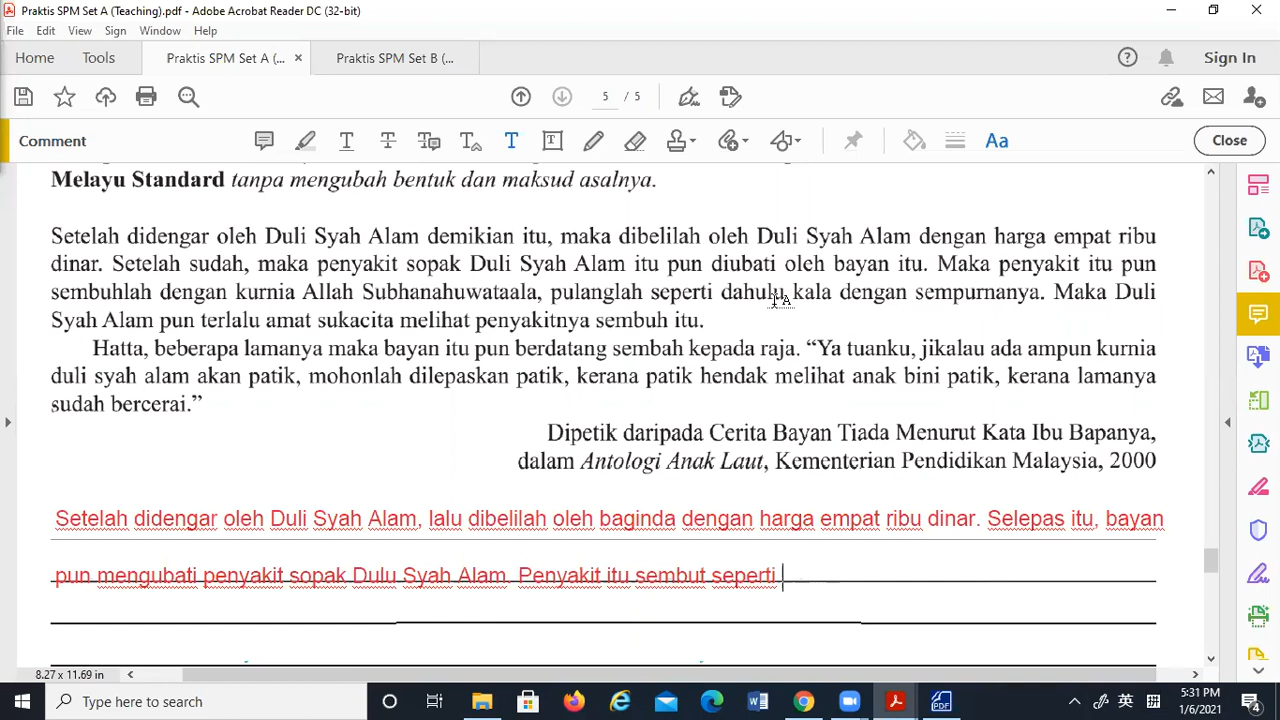 Praktis SPM Set A (Teaching).pdf - Adobe Acrobat Reader DC (32-bit)
File Edit View Sign Window Help
Home Tools Praktis SPM Set A (... × Praktis SPM Set B (... Sign In
5 / 5
Comment Close
Melayu Standard tanpa mengubah bentuk dan maksud asalnya.
Setelah didengar oleh Duli Syah Alam demikian itu, maka dibelilah oleh Duli Syah Alam dengan harga empat ribu
dinar. Setelah sudah, maka penyakit sopak Duli Syah Alam itu pun diubati oleh bayan itu. Maka penyakit itu pun
sembuhlah dengan kurnia Allah Subhanahuwataala, pulanglah seperti dahulu kala dengan sempurnanya. Maka Duli
Syah Alam pun terlalu amat sukacita melihat penyakitnya sembuh itu.
Hatta, beberapa lamanya maka bayan itu pun berdatang sembah kepada raja. “Ya tuanku, jikalau ada ampun kurnia
duli syah alam akan patik, mohonlah dilepaskan patik, kerana patik hendak melihat anak bini patik, kerana lamanya
sudah bercerai.”
Dipetik daripada Cerita Bayan Tiada Menurut Kata Ibu Bapanya,
dalam Antologi Anak Laut, Kementerian Pendidikan Malaysia, 2000
Setelah didengar oleh Duli Syah Alam, lalu dibelilah oleh baginda dengan harga empat ribu dinar. Selepas itu, bayan
pun mengubati penyakit sopak Dulu Syah Alam. Penyakit itu sembut seperti
8.27 x 11.69 in
Type here to search
英 拼 5:31 PM
1/6/2021
4